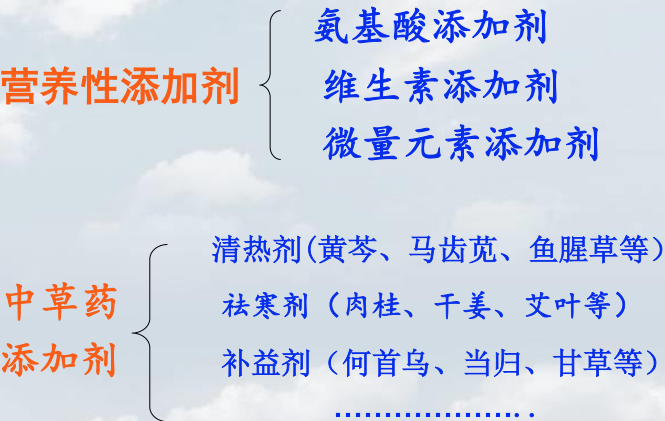 氨基酸添加剂
营养性添加剂
维生素添加剂
微量元素添加剂
清热剂(黄芩、马齿苋、鱼腥草等）
中草药
祛寒剂（肉桂、干姜、艾叶等）
添加剂
补益剂（何首乌、当归、甘草等）
………………….. .